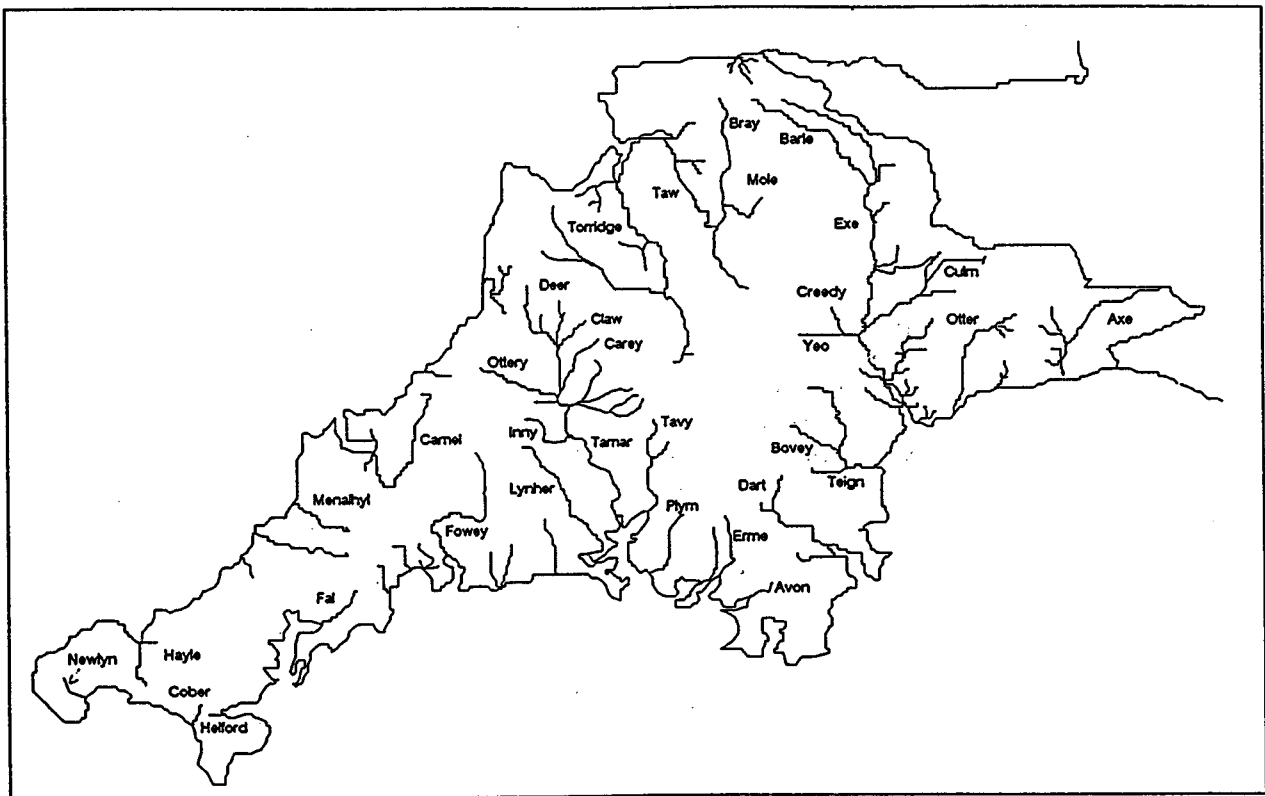 Bray
Barle
Mole
Taw
Torridge
Exe
Culm
Deer
Creedy
Claw
Otter
Axe
Carey
Yeo
Ottery
Tavy
Inny
Tamar
Camel
Bovey
Lynher
Dart
Teign
Menalhyl
Plym
Fowey
Erme
Avon
Fal
Hayle
Newlyn
Cober
Helford